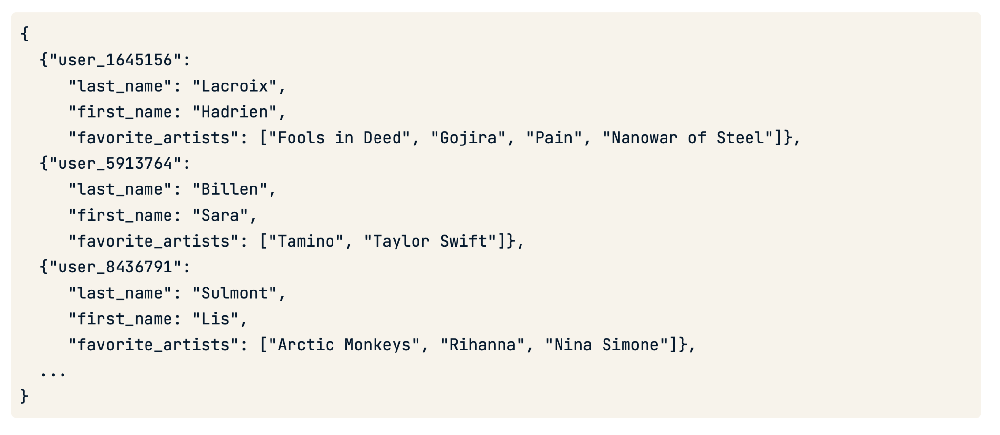 {
  {"user_1645156":
     "last_name": "Lacroix",
     "first_name: "Hadrien",
     "favorite_artists": ["Fools in Deed", "Gojira", "Pain", "Nanowar of Steel"]},
  {"user_5913764":
     "last_name": "Billen",
     "first_name: "Sara",
     "favorite_artists": ["Tamino", "Taylor Swift"]},
  {"user_8436791":
     "last_name": "Sulmont",
     "first_name: "Lis",
     "favorite_artists": ["Arctic Monkeys", "Rihanna", "Nina Simone"]},
  ...
}